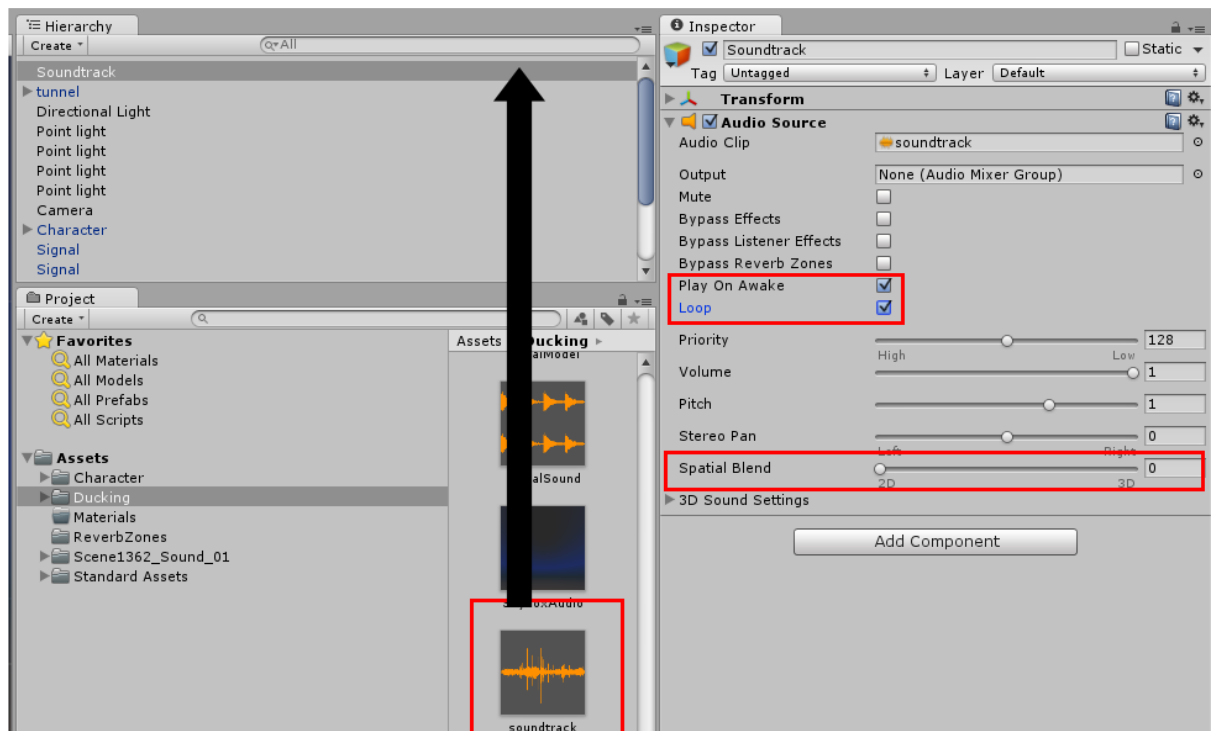 Hierarchy
Create
All
Soundtrack
tunnel
Directional Light
Point light
Point light
Point light
Point light
Camera
Character
Signal
Signal
Project
Create
Favorites
All Materials
All Models
All Prefabs
All Scripts
Assets
Character
Ducking
Materials
ReverbZones
Scene1362_Sound_01
Standard Assets
Assets
Ducking
alModel
alSound
oxAudio
soundtrack
Inspector
Soundtrack
Static
Tag Untagged Layer Default
Transform
Audio Source
Audio Clip soundtrack
Output None (Audio Mixer Group)
Mute
Bypass Effects
Bypass Listener Effects
Bypass Reverb Zones
Play On Awake
Loop
Priority 128
High Low
Volume 1
Pitch 1
Stereo Pan 0
Left Right
Spatial Blend 0
2D 3D
3D Sound Settings
Add Component